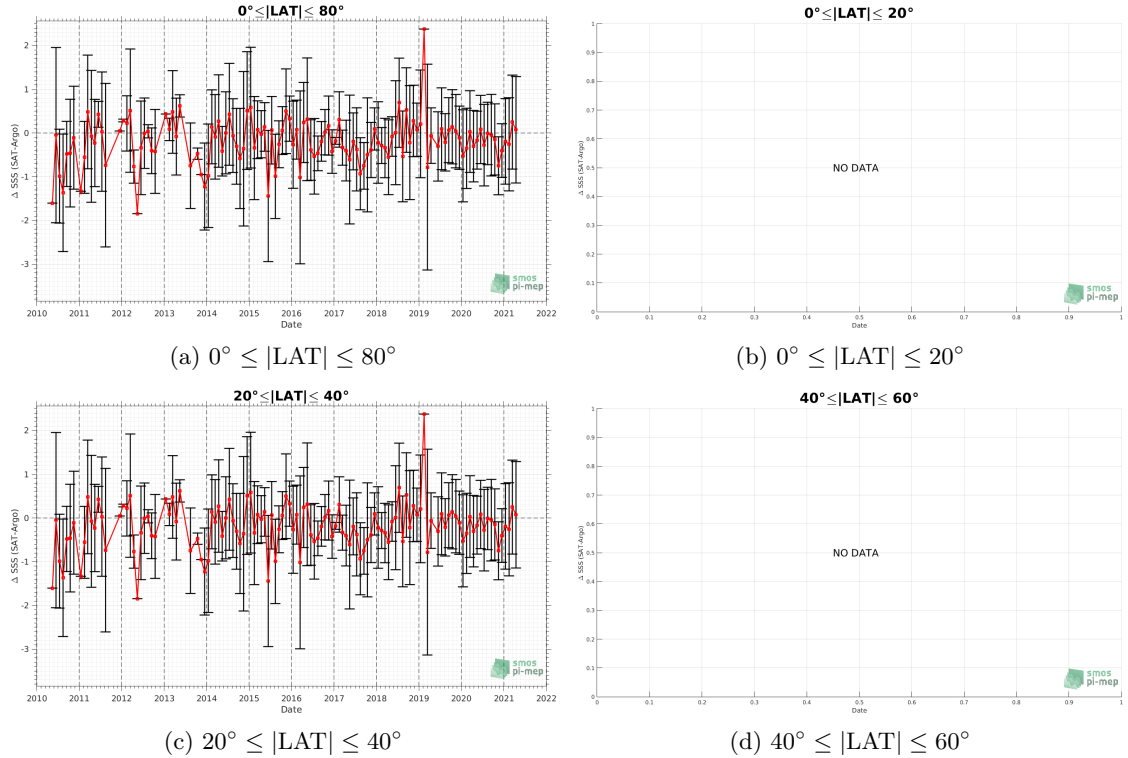 0°≤|LAT|≤ 80°
Δ SSS (SAT-Argo)
2
1
0
-1
-2
-3
2010 2011 2012 2013 2014 2015 2016 2017 2018 2019 2020 2021 2022
Date
smos
pi-mep
(a) 0° ≤ |LAT| ≤ 80°
0°≤|LAT|≤ 20°
Δ SSS (SAT-Argo)
1
0.9
0.8
0.7
0.6
0.5
0.4
0.3
0.2
0.1
0
NO DATA
0 0.1 0.2 0.3 0.4 0.5 0.6 0.7 0.8 0.9 1
Date
smos
pi-mep
(b) 0° ≤ |LAT| ≤ 20°
20°≤|LAT|≤ 40°
Δ SSS (SAT-Argo)
2
1
0
-1
-2
-3
2010 2011 2012 2013 2014 2015 2016 2017 2018 2019 2020 2021 2022
Date
smos
pi-mep
(c) 20° ≤ |LAT| ≤ 40°
40°≤|LAT|≤ 60°
Δ SSS (SAT-Argo)
1
0.9
0.8
0.7
0.6
0.5
0.4
0.3
0.2
0.1
0
NO DATA
0 0.1 0.2 0.3 0.4 0.5 0.6 0.7 0.8 0.9 1
Date
smos
pi-mep
(d) 40° ≤ |LAT| ≤ 60°